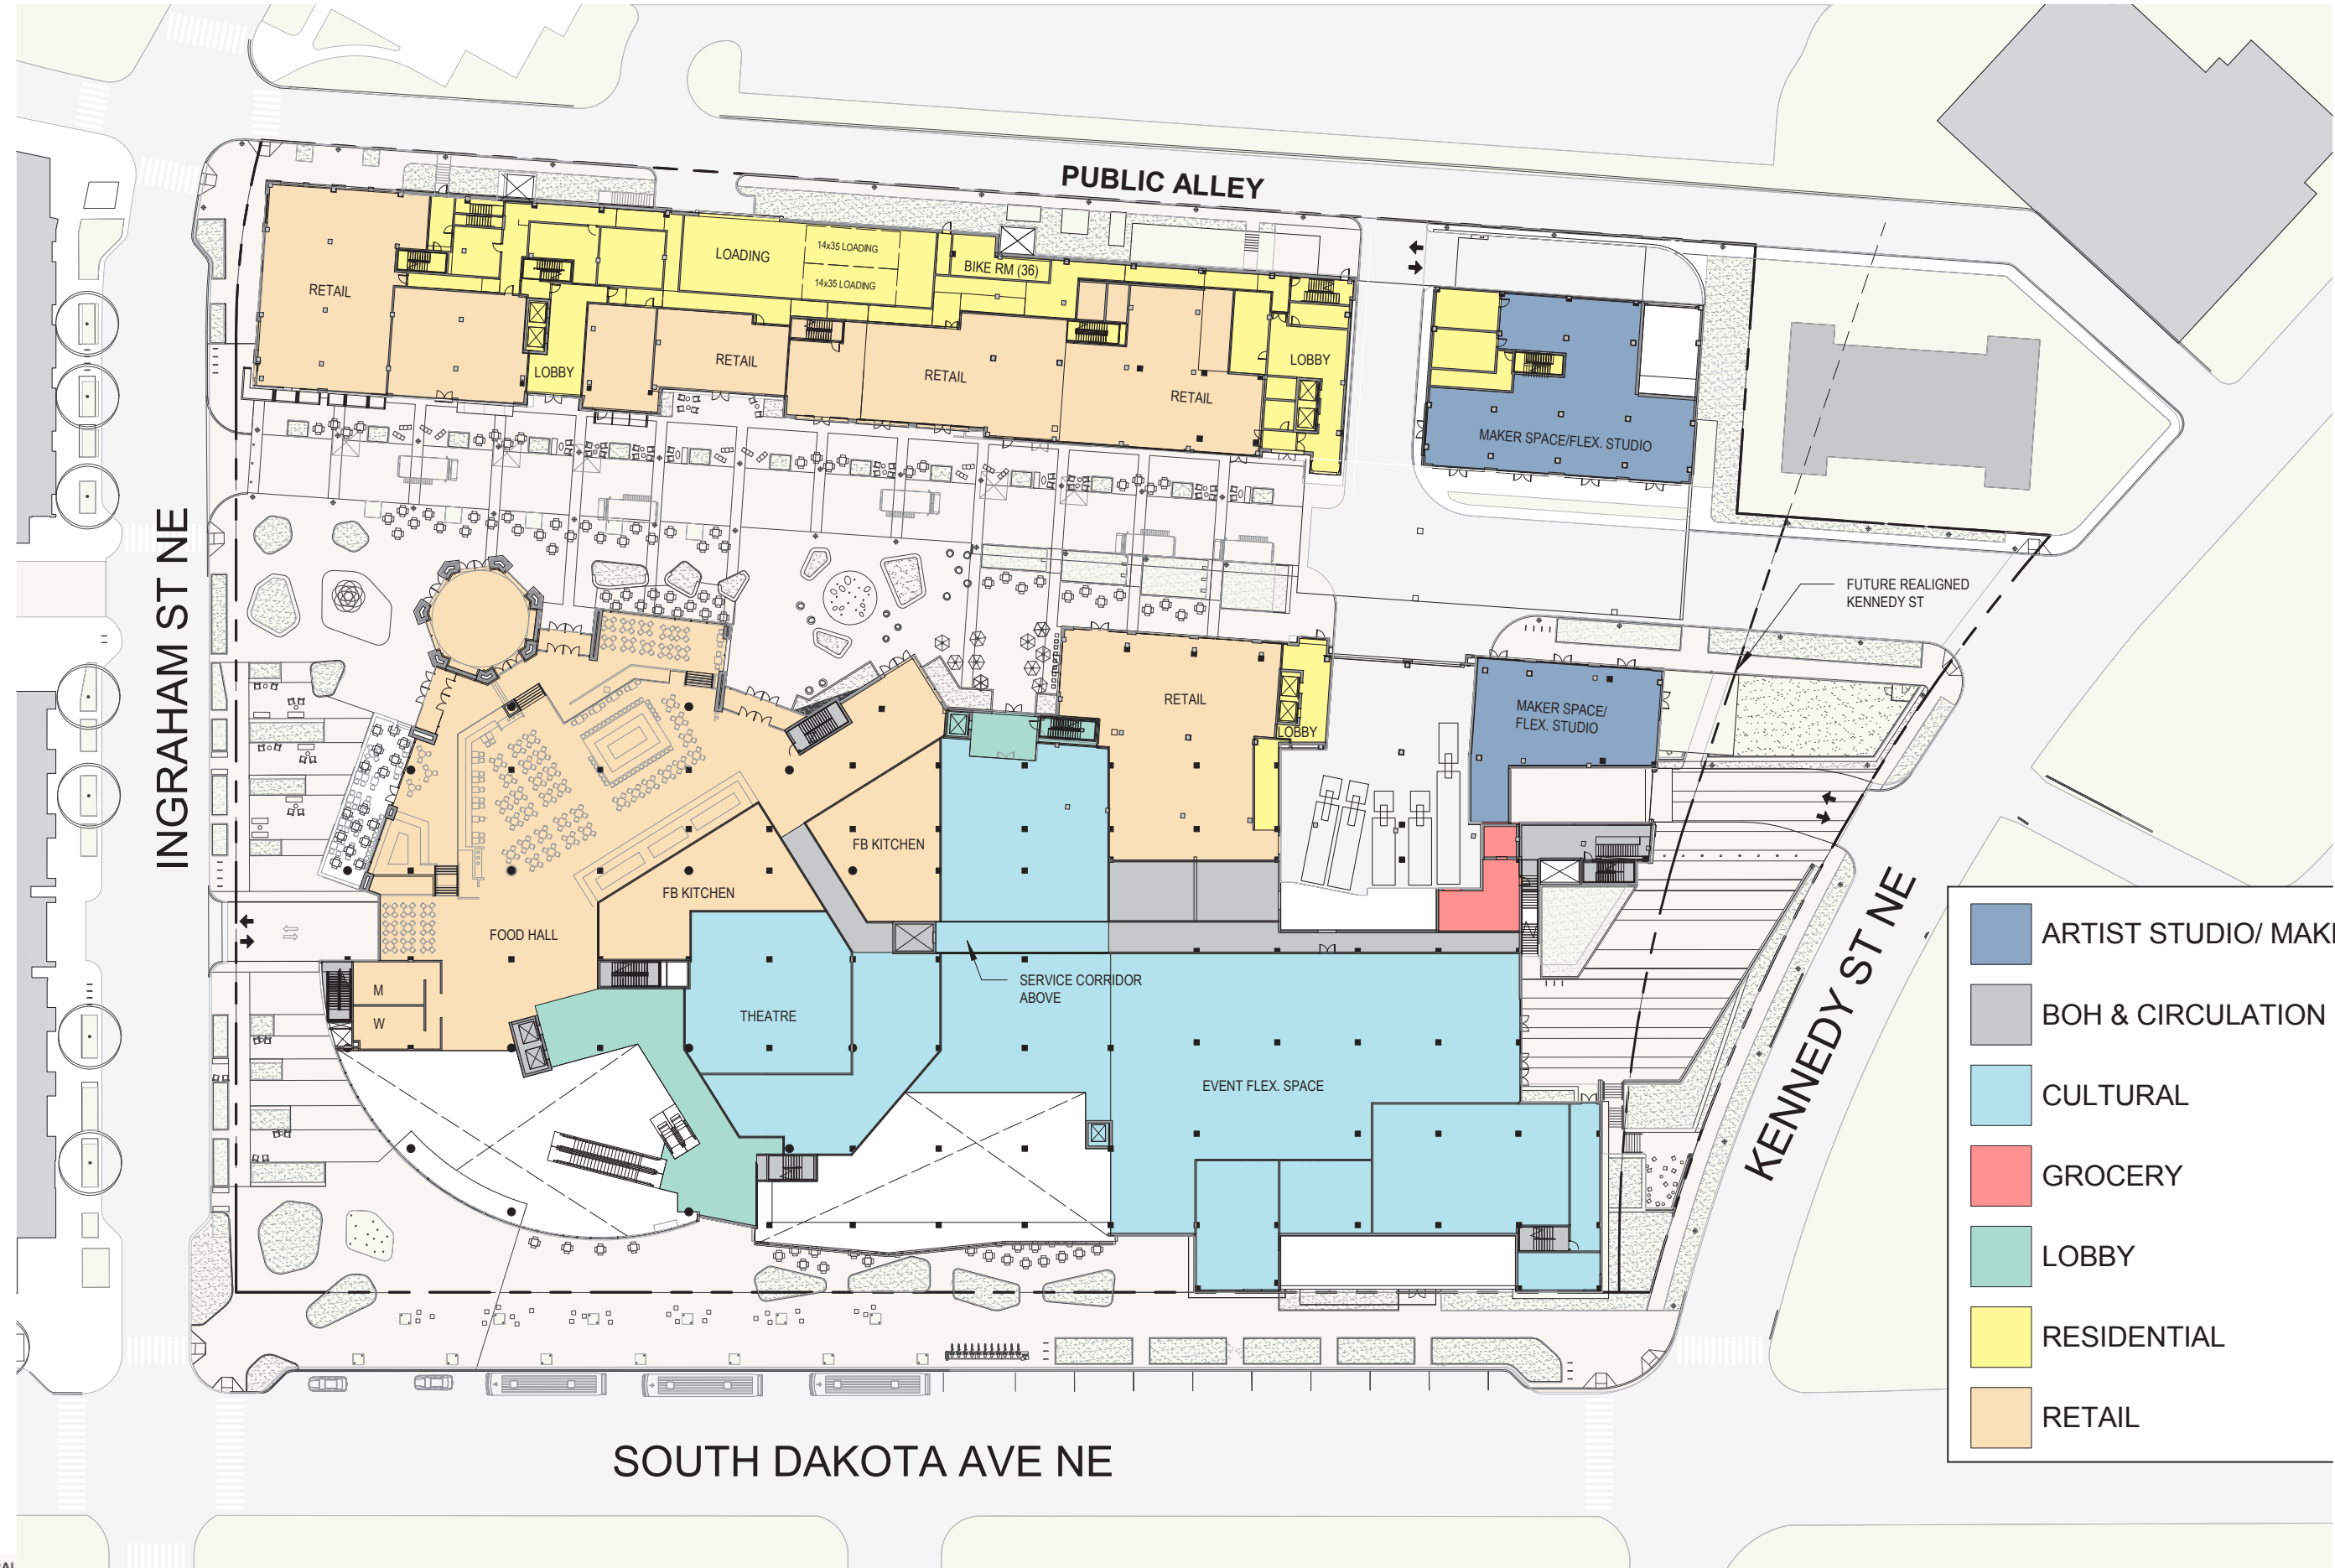 PUBLIC ALLEY
LOADING
14x35 LOADING
14x35 LOADING
BIKE RM (36)
RETAIL
LOBBY
RETAIL
RETAIL
RETAIL
LOBBY
MAKER SPACE/FLEX. STUDIO
INGRAHAM ST NE
FUTURE REALIGNED
KENNEDY ST
RETAIL
LOBBY
MAKER SPACE/
FLEX. STUDIO
FB KITCHEN
FB KITCHEN
FOOD HALL
M
W
THEATRE
SERVICE CORRIDOR
ABOVE
EVENT FLEX. SPACE
KENNEDY ST NE
SOUTH DAKOTA AVE NE
ARTIST STUDIO/ MAK
BOH & CIRCULATION
CULTURAL
GROCERY
LOBBY
RESIDENTIAL
RETAIL